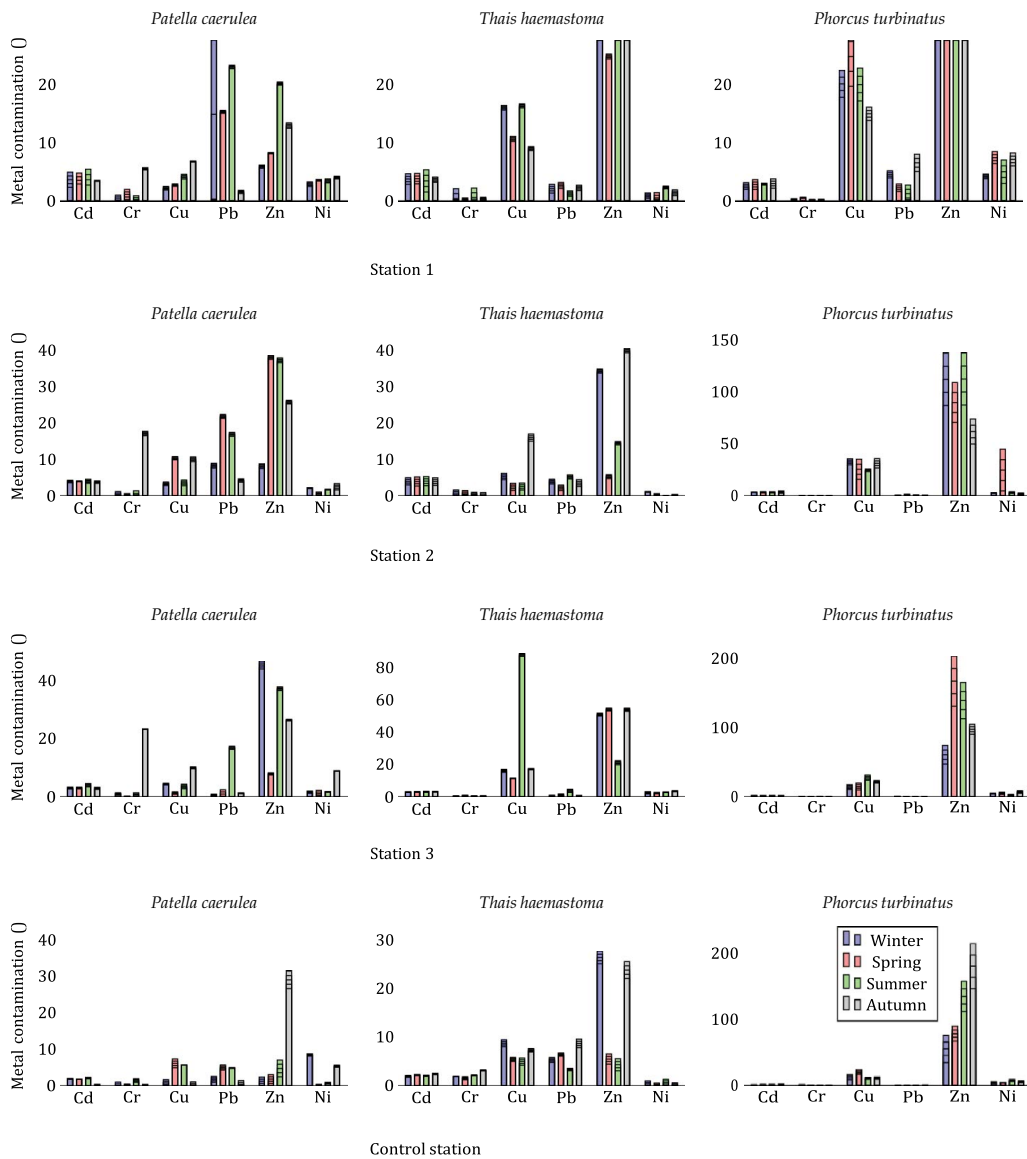 Patella caerulea Thais haemastoma Phorcus turbinatus
Metal contamination ()
20 20 20
10 10 10
0 0 0
Cd Cr Cu Pb Zn Ni Cd Cr Cu Pb Zn Ni Cd Cr Cu Pb Zn Ni
Station 1
Patella caerulea Thais haemastoma Phorcus turbinatus
Metal contamination ()
40 40 150
30 30 100
20 20 50
10 10
0 0 0
Cd Cr Cu Pb Zn Ni Cd Cr Cu Pb Zn Ni Cd Cr Cu Pb Zn Ni
Station 2
Patella caerulea Thais haemastoma Phorcus turbinatus
Metal contamination ()
40 80 200
20 60 100
40
20
0 0 0
Cd Cr Cu Pb Zn Ni Cd Cr Cu Pb Zn Ni Cd Cr Cu Pb Zn Ni
Station 3
Patella caerulea Thais haemastoma Phorcus turbinatus
Metal contamination ()
40 30 200
30 20 100
20 10
10
0 0 0
Winter
Spring
Summer
Autumn
Cd Cr Cu Pb Zn Ni Cd Cr Cu Pb Zn Ni Cd Cr Cu Pb Zn Ni
Control station